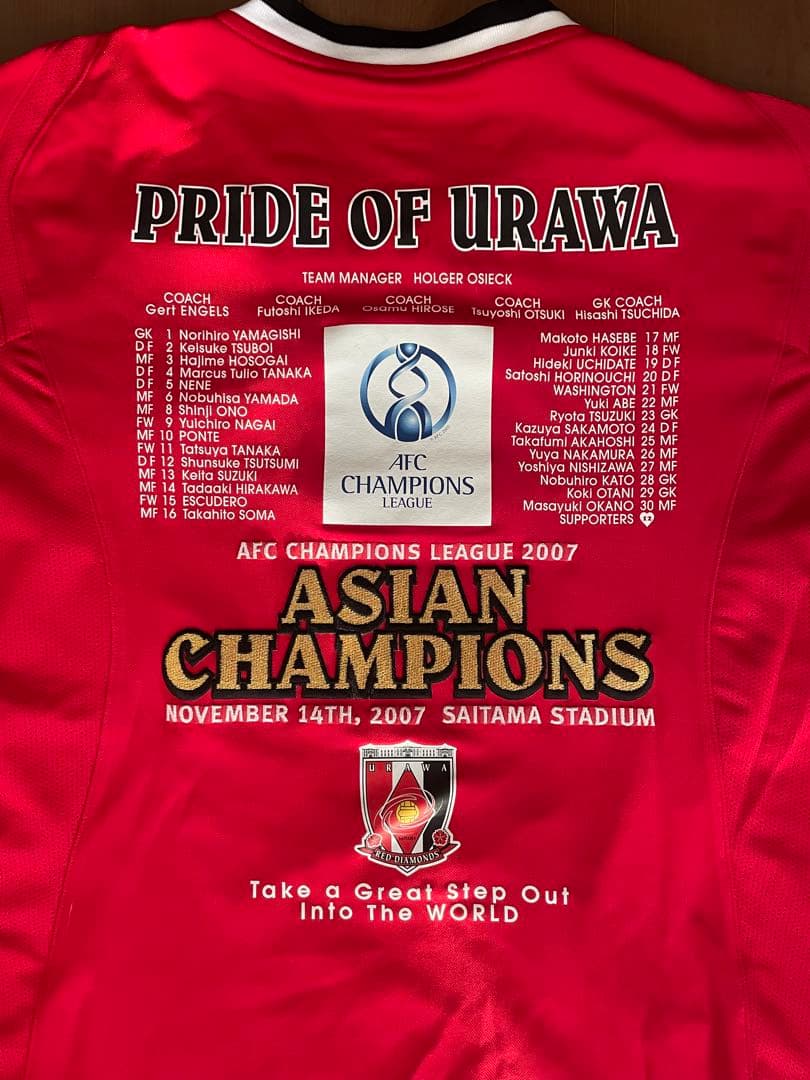 PRIDE OF URAWA
TEAM MANAGER HOLGER OSIECK
COACH Gert ENGELS
COACH Futoshi IKEDA
COACH Osamu HIROSE
COACH Tsuyoshi OTSUKI
GK COACH Hisashi TSUCHIDA
GK 1 Norihiro YAMAGISHI
DF 2 Keisuke TSUBOI
MF 3 Hajime HOSOGAI
DF 4 Marcus Tulio TANAKA
DF 5 NENE
MF 6 Nobuhisa YAMADA
MF 8 Shinji ONO
FW 9 Yuichiro NAGAI
MF 10 PONTE
FW 11 Tatsuya TANAKA
DF 12 Shunsuke TSUTSUMI
MF 13 Keita SUZUKI
MF 14 Tadaaki HIRAKAWA
FW 15 ESCUDERO
MF 16 Takahito SOMA
AFC
CHAMPIONS
LEAGUE
Makoto HASEBE 17 MF
Junki KOIKE 18 FW
Hideki UCHIDATE 19 DF
Satoshi HORINOUCHI 20 DF
WASHINGTON 21 FW
Yuki ABE 22 MF
Ryota TSUZUKI 23 GK
Kazuya SAKAMOTO 24 DF
Takafumi AKAHOSHI 25 MF
Yuya NAKAMURA 26 MF
Yoshiya NISHIZAWA 27 MF
Nobuhiro KATO 28 GK
Koki OTANI 29 GK
Masayuki OKANO 30 MF
SUPPORTERS 12
AFC CHAMPIONS LEAGUE 2007
ASIAN
CHAMPIONS
NOVEMBER 14TH, 2007 SAITAMA STADIUM
URAWA
SAITAMA
RED DIAMONDS
Take a Great Step Out
Into The WORLD